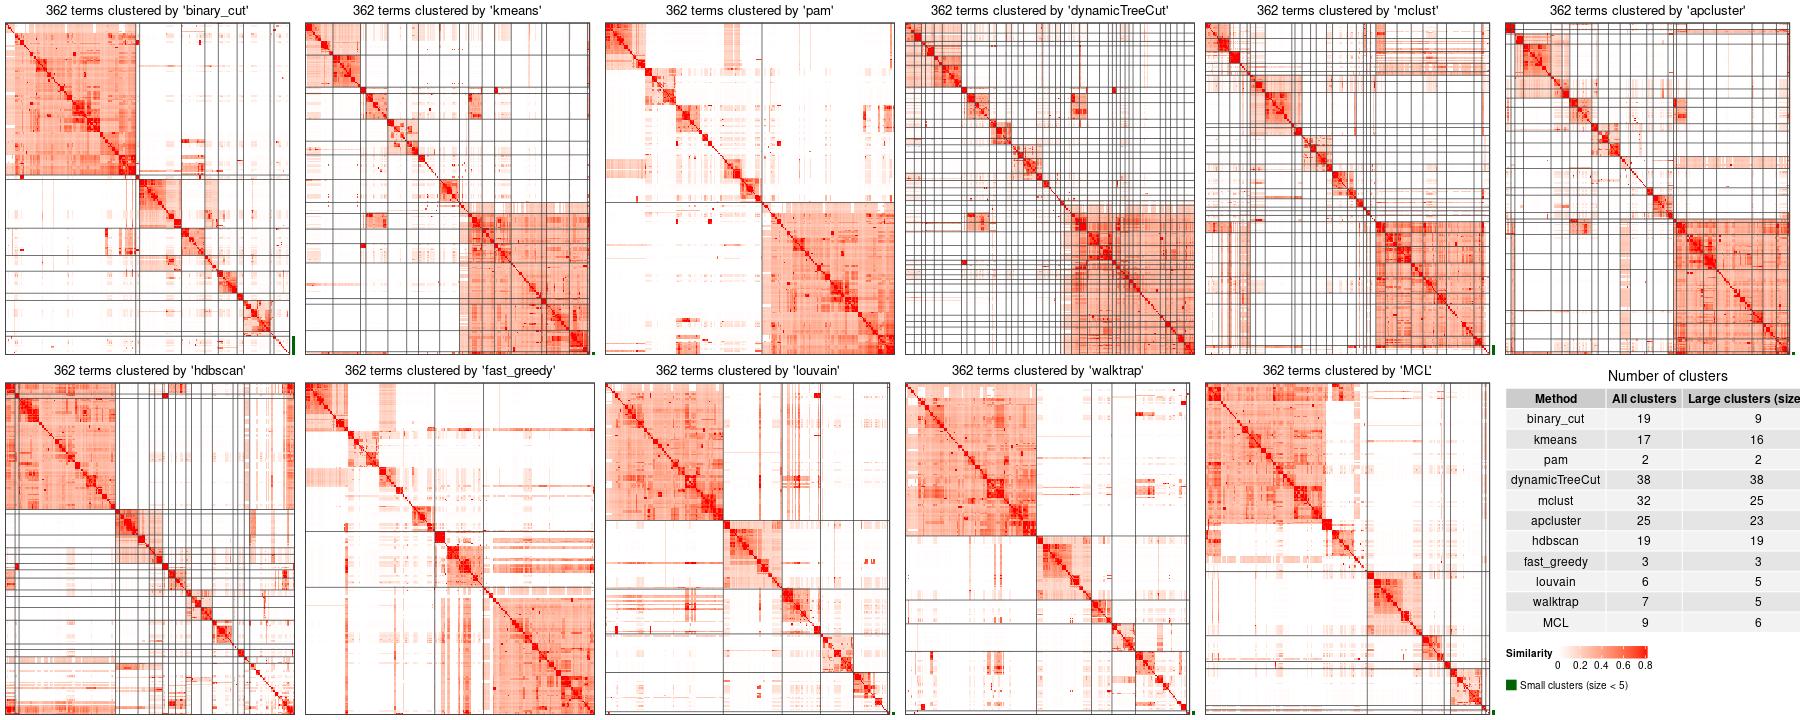 362 terms clustered by 'binary_cut'
362 terms clustered by 'kmeans'
362 terms clustered by 'pam'
362 terms clustered by 'dynamicTreeCut'
362 terms clustered by 'mclust'
362 terms clustered by 'apcluster'
362 terms clustered by 'hdbscan'
362 terms clustered by 'fast_greedy'
362 terms clustered by 'louvain'
362 terms clustered by 'walktrap'
362 terms clustered by 'MCL'
Number of clusters
Method All clusters Large clusters (size
binary_cut 19 9
kmeans 17 16
pam 2 2
dynamicTreeCut 38 38
mclust 32 25
apcluster 25 23
hdbscan 19 19
fast_greedy 3 3
louvain 6 5
walktrap 7 5
MCL 9 6
Similarity
0 0.2 0.4 0.6 0.8
Small clusters (size < 5)